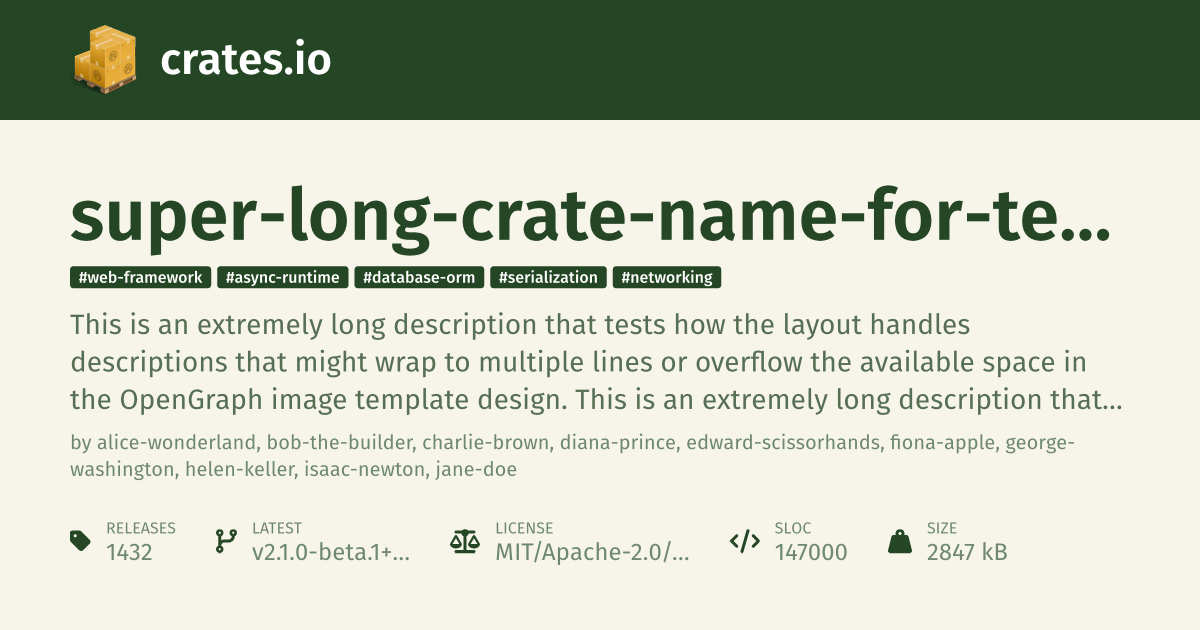 crates.io
super-long-crate-name-for-te...
#web-framework #async-runtime #database-orm #serialization #networking
This is an extremely long description that tests how the layout handles
descriptions that might wrap to multiple lines or overflow the available space in
the OpenGraph image template design. This is an extremely long description that...
by alice-wonderland, bob-the-builder, charlie-brown, diana-prince, edward-scissorhands, fiona-apple, george-
washington, helen-keller, isaac-newton, jane-doe
RELEASES LATEST LICENSE SLOC SIZE
1432 v2.1.0-beta.1+... MIT/Apache-2.0/... 147000 2847 kB